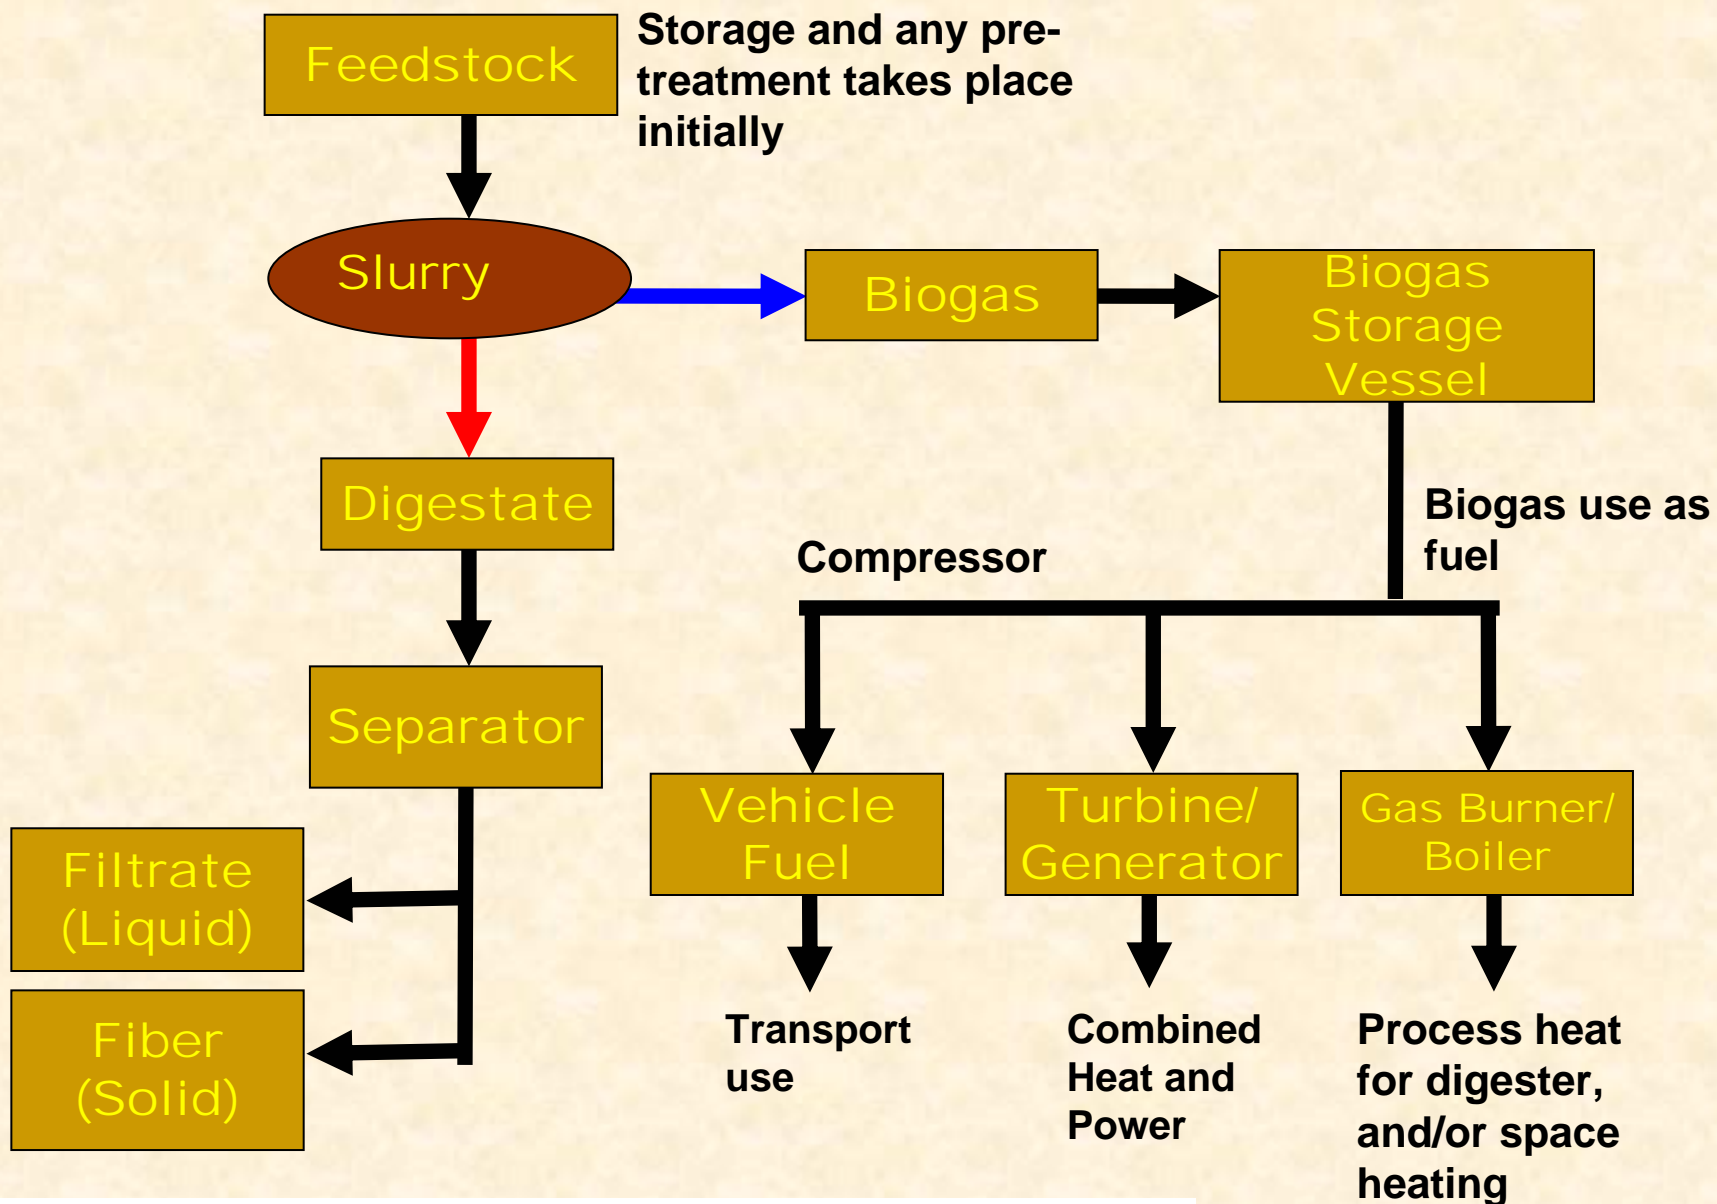 Feedstock
Storage and any pre-
treatment takes place
initially
Slurry
Biogas
Biogas
Storage
Vessel
Digestate
Biogas use as
fuel
Compressor
Separator
Vehicle
Fuel
Turbine/
Generator
Gas Burner/
Boiler
Filtrate
(Liquid)
Fiber
(Solid)
Transport
use
Combined
Heat and
Power
Process heat
for digester,
and/or space
heating